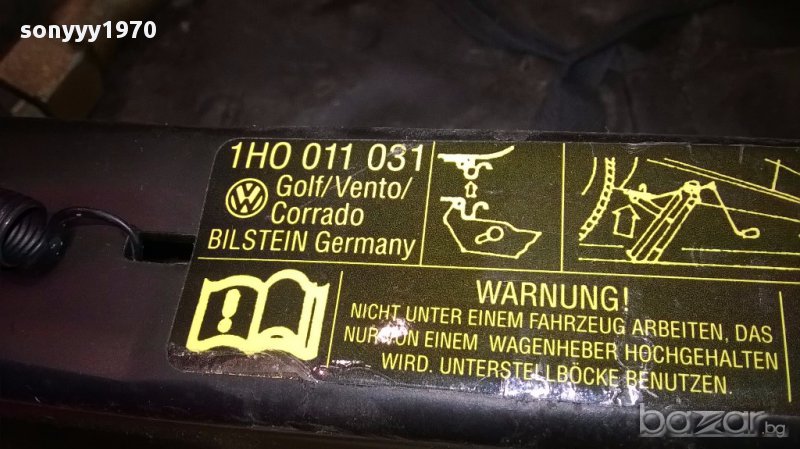 sonyyy1970
1H0 011 031
Golf/Vento/
Corrado
BILSTEIN Germany
WARNUNG!
NICHT UNTER EINEM FAHRZEUG ARBEITEN, DAS
NUR VON EINEM WAGENHEBER HOCHGEHALTEN
WIRD. UNTERSTELLBÖCKE BENUTZEN.
bazar.bg